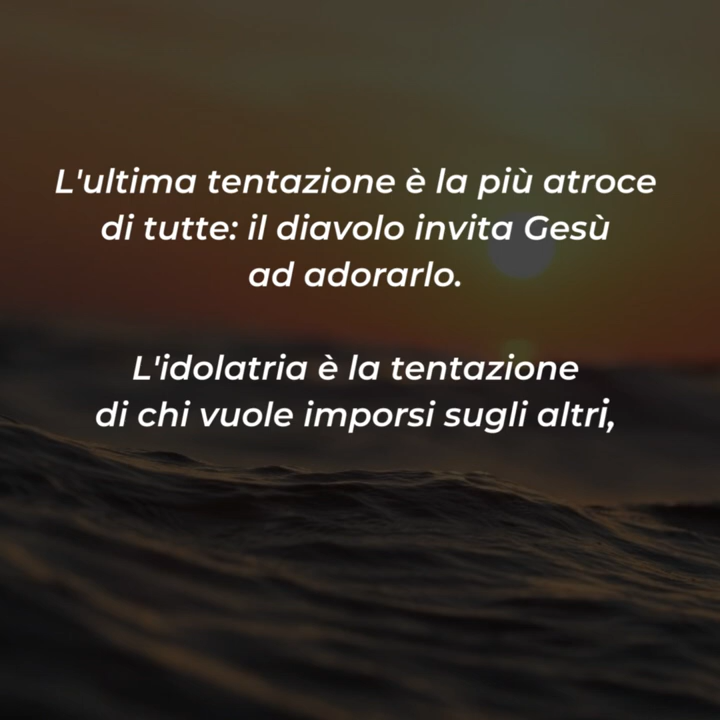 L'ultima tentazione è la più atroce
di tutte: il diavolo invita Gesù
ad adorarlo.
L'idolatria è la tentazione
di chi vuole imporsi sugli altri,